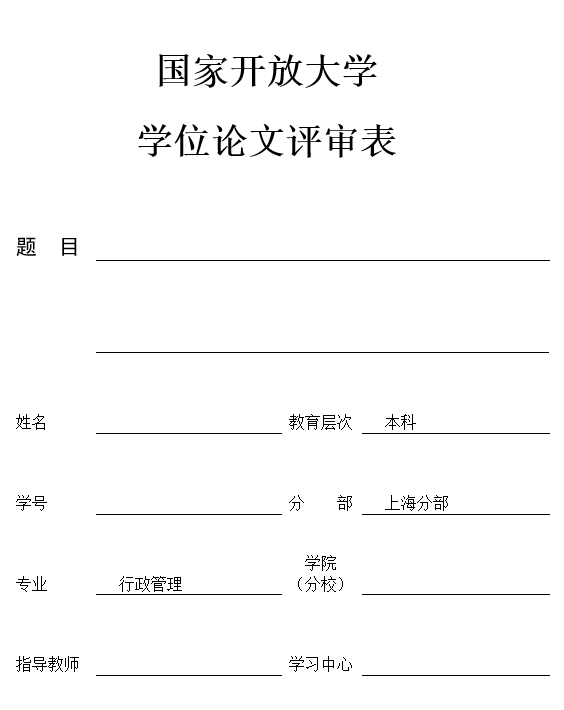 国家开放大学
学位论文评审表
题 目
姓名 教育层次 本科
学号 分 部 上海分部
学院
专业 行政管理 （分校）
指导教师 学习中心